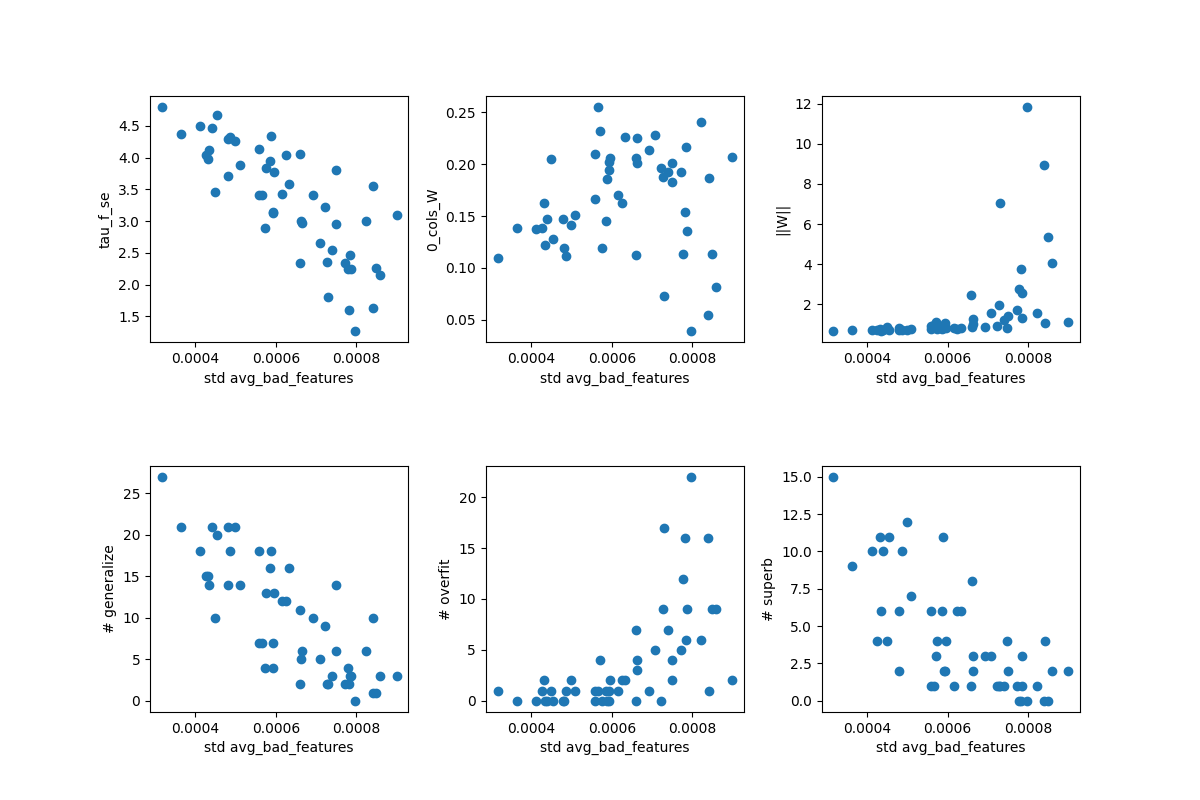 4.5
4.0
3.5
3.0
2.5
2.0
1.5
tau_f_se
0.0004 0.0006 0.0008
std avg_bad_features
0.25
0.20
0.15
0.10
0.05
0_cols_W
0.0004 0.0006 0.0008
std avg_bad_features
12
10
8
6
4
2
||W||
0.0004 0.0006 0.0008
std avg_bad_features
25
20
15
10
5
0
# generalize
0.0004 0.0006 0.0008
std avg_bad_features
20
15
10
5
0
# overfit
0.0004 0.0006 0.0008
std avg_bad_features
15.0
12.5
10.0
7.5
5.0
2.5
0.0
# superb
0.0004 0.0006 0.0008
std avg_bad_features